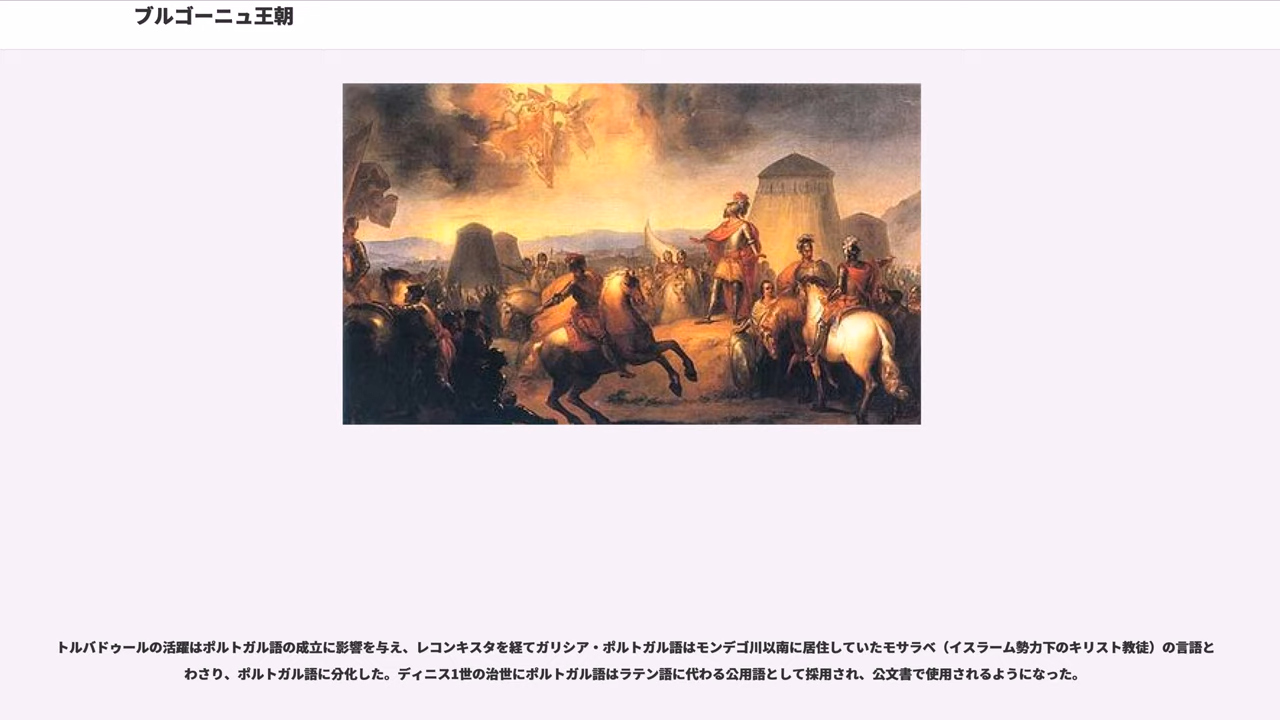 ブルゴーニュ王朝
トルバドゥールの活躍はポルトガル語の成立に影響を与え、レコンキスタを経てガリシア・ポルトガル語はモンデゴ川以南に居住していたモサラベ（イスラーム勢力下のキリスト教徒）の言語と
わさり、ポルトガル語に分化した。ディニス1世の治世にポルトガル語はラテン語に代わる公用語として採用され、公文書で使用されるようになった。